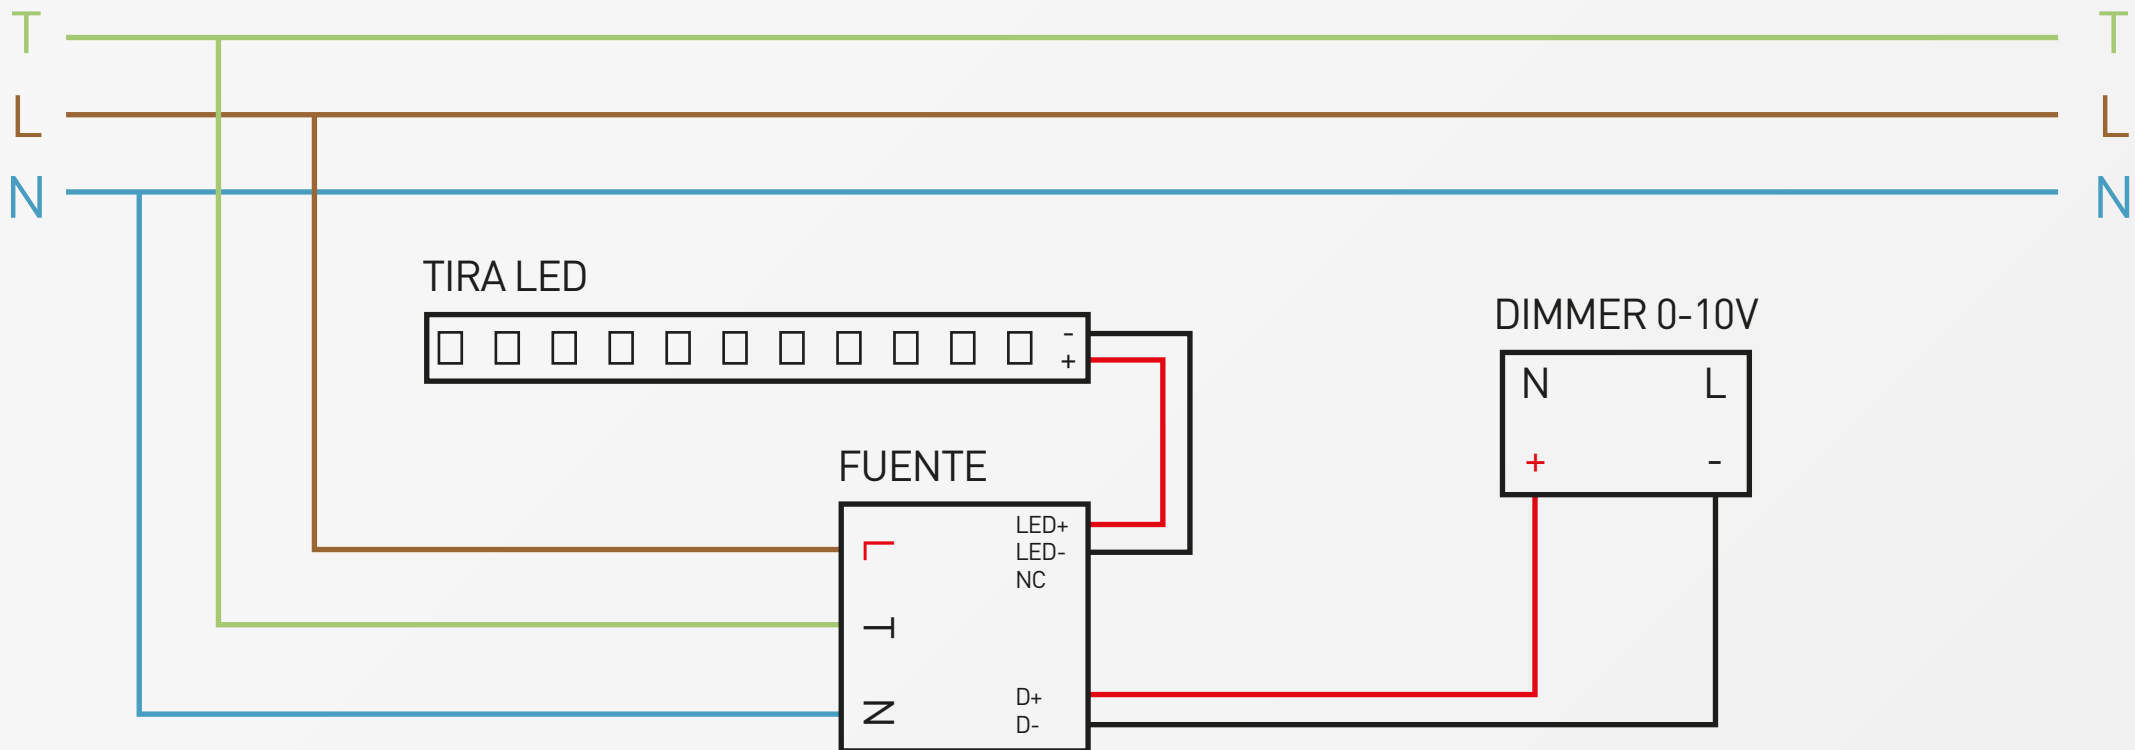 T T
L L
N N
TIRA LED
-
+
DIMMER 0-10V
N L
+ -
FUENTE
L
T
N
LED+
LED-
NC
D+
D-